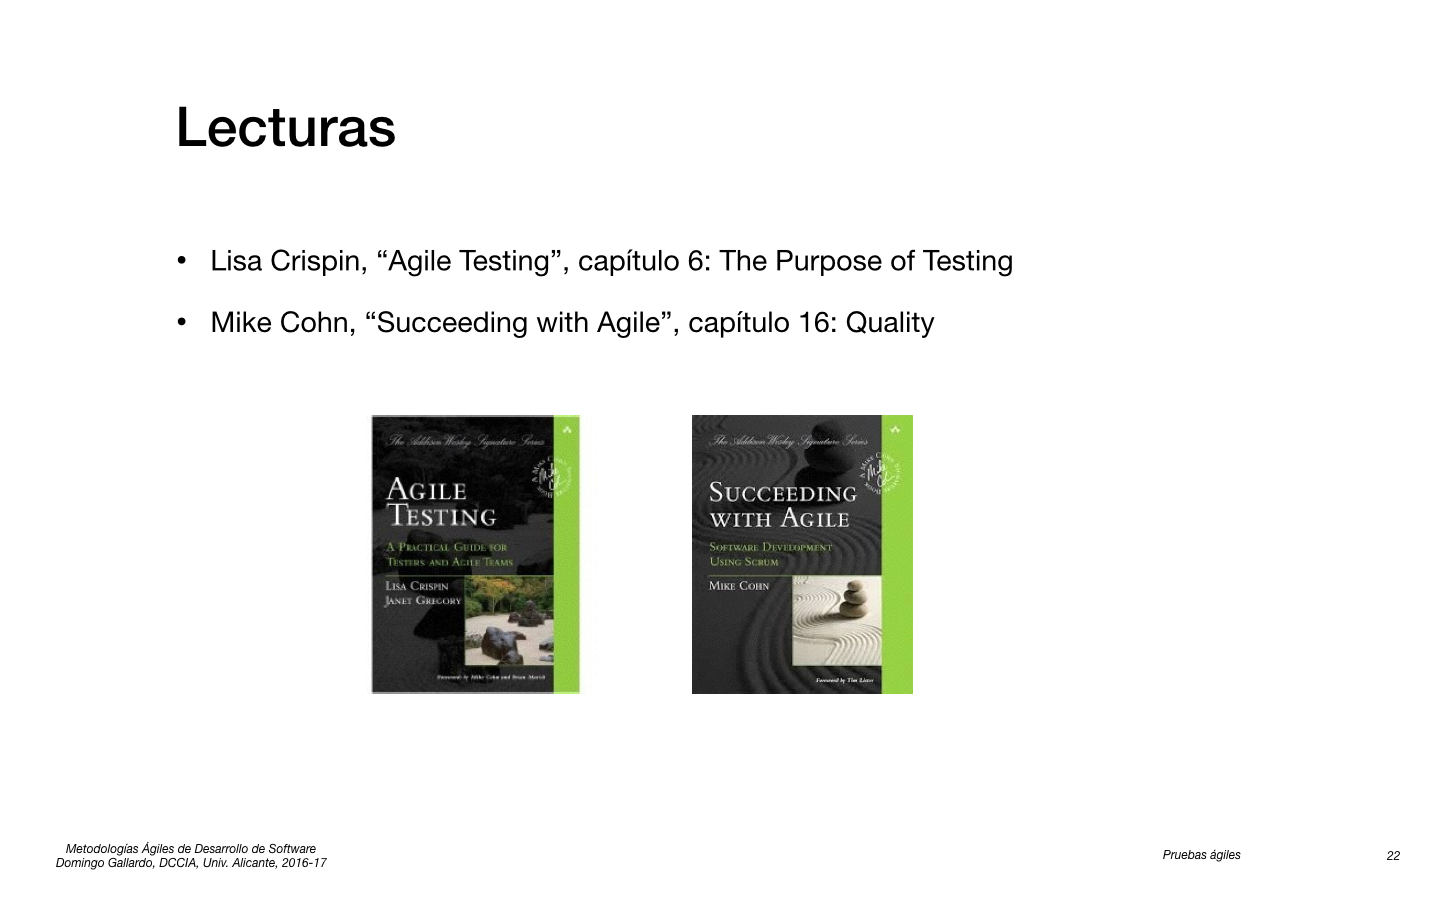 Lecturas
• Lisa Crispin, “Agile Testing”, capítulo 6: The Purpose of Testing
• Mike Cohn, “Succeeding with Agile”, capítulo 16: Quality
The Addison Wesley Signature Series
AGILE
TESTING
A PRACTICAL GUIDE FOR
TESTERS AND AGILE TEAMS
LISA CRISPIN
JANET GREGORY
Forewords by Mike Cohn and Brian Marick
The Addison Wesley Signature Series
SUCCEEDING
WITH AGILE
SOFTWARE DEVELOPMENT
USING SCRUM
MIKE COHN
Foreword by Tim Lister
Metodologías Ágiles de Desarrollo de Software
Domingo Gallardo, DCCIA, Univ. Alicante, 2016-17
Pruebas ágiles
22